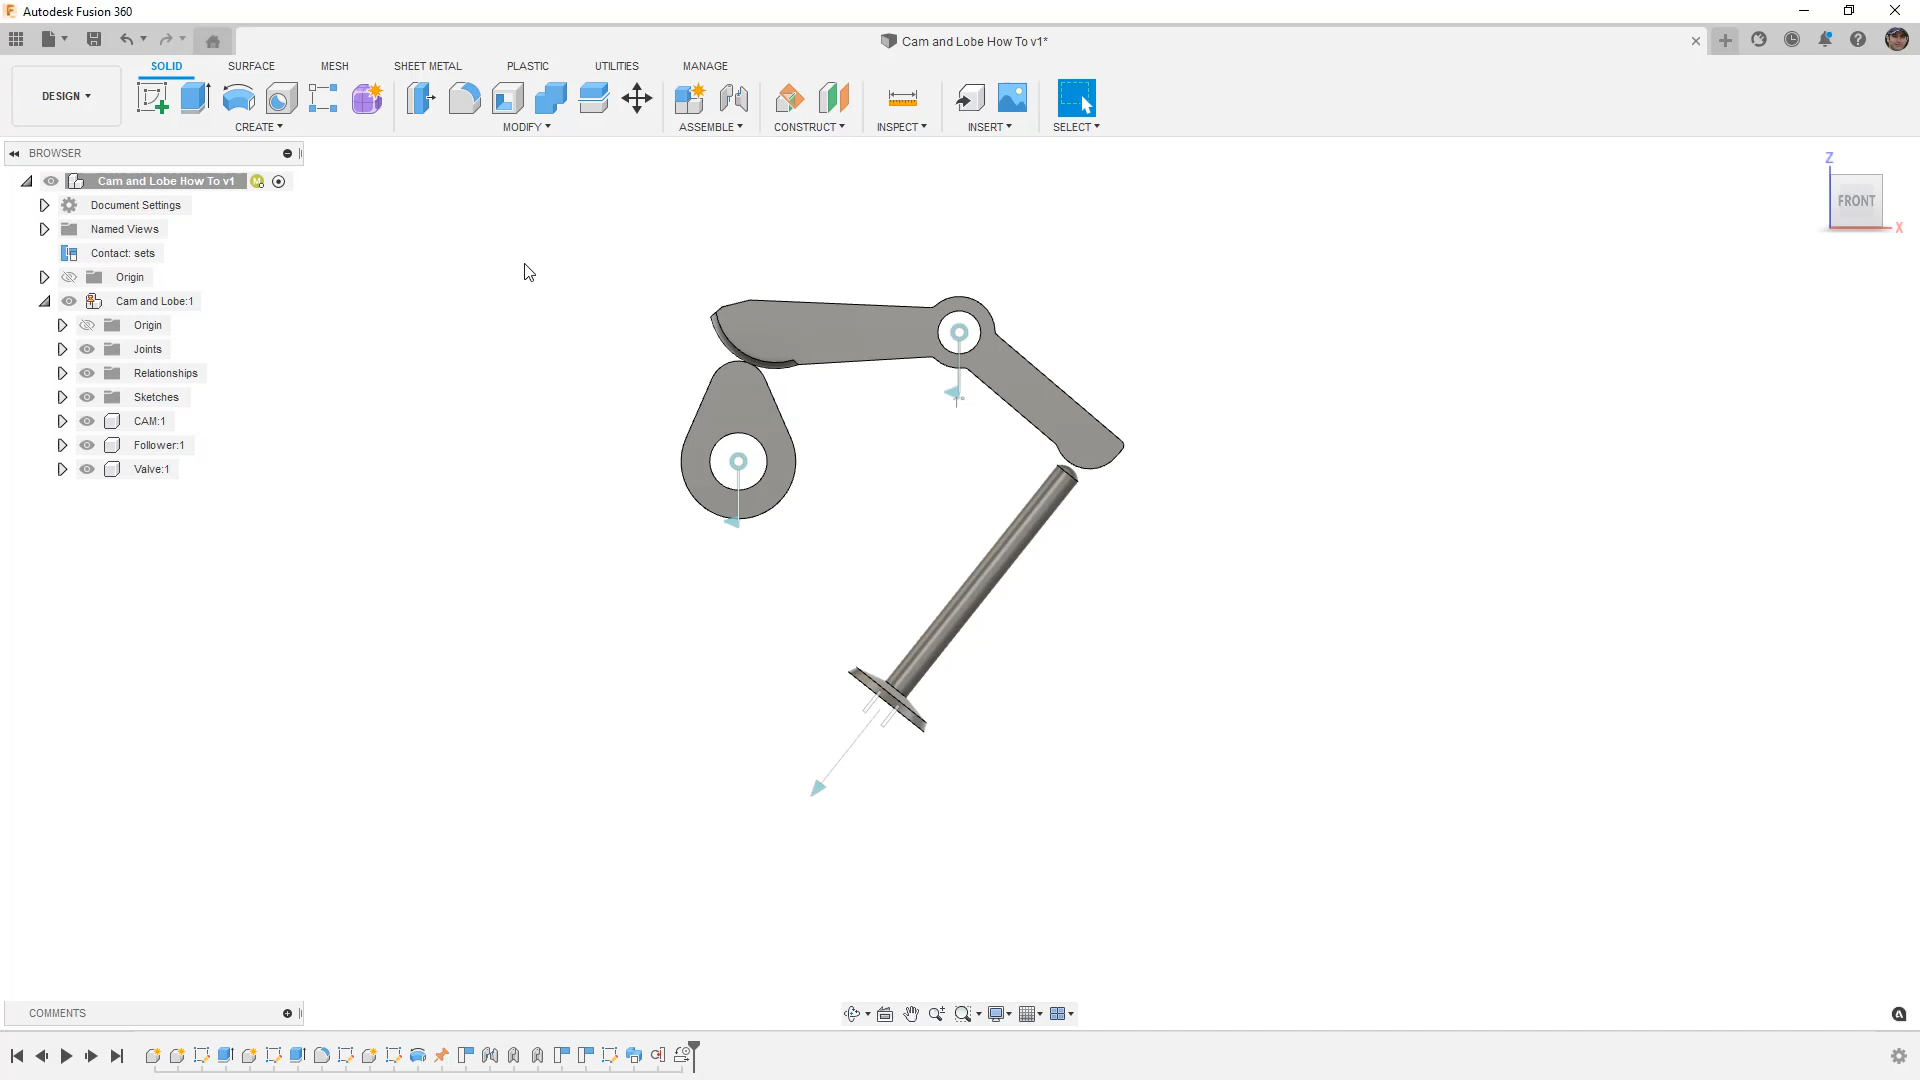 Autodesk Fusion 360
Cam and Lobe How To v1*
SOLID SURFACE MESH SHEET METAL PLASTIC UTILITIES MANAGE
DESIGN
CREATE MODIFY ASSEMBLE CONSTRUCT INSPECT INSERT SELECT
BROWSER
Cam and Lobe How To v1
Document Settings
Named Views
Contact: sets
Origin
Cam and Lobe:1
Origin
Joints
Relationships
Sketches
CAM:1
Follower:1
Valve:1
Z
FRONT
X
COMMENTS